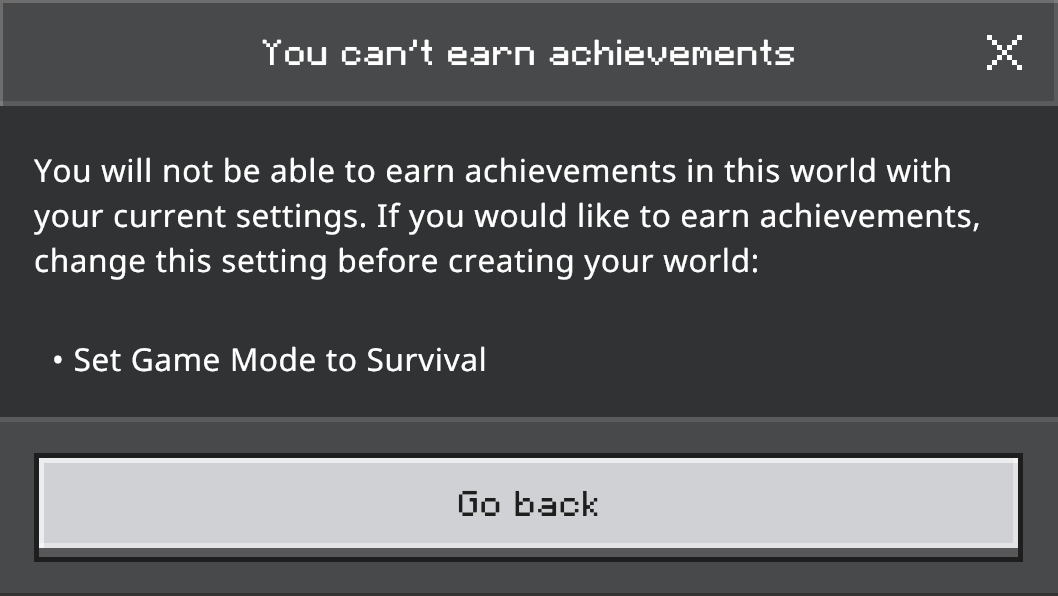 You can't earn achievements
You will not be able to earn achievements in this world with
your current settings. If you would like to earn achievements,
change this setting before creating your world:
• Set Game Mode to Survival
Go back